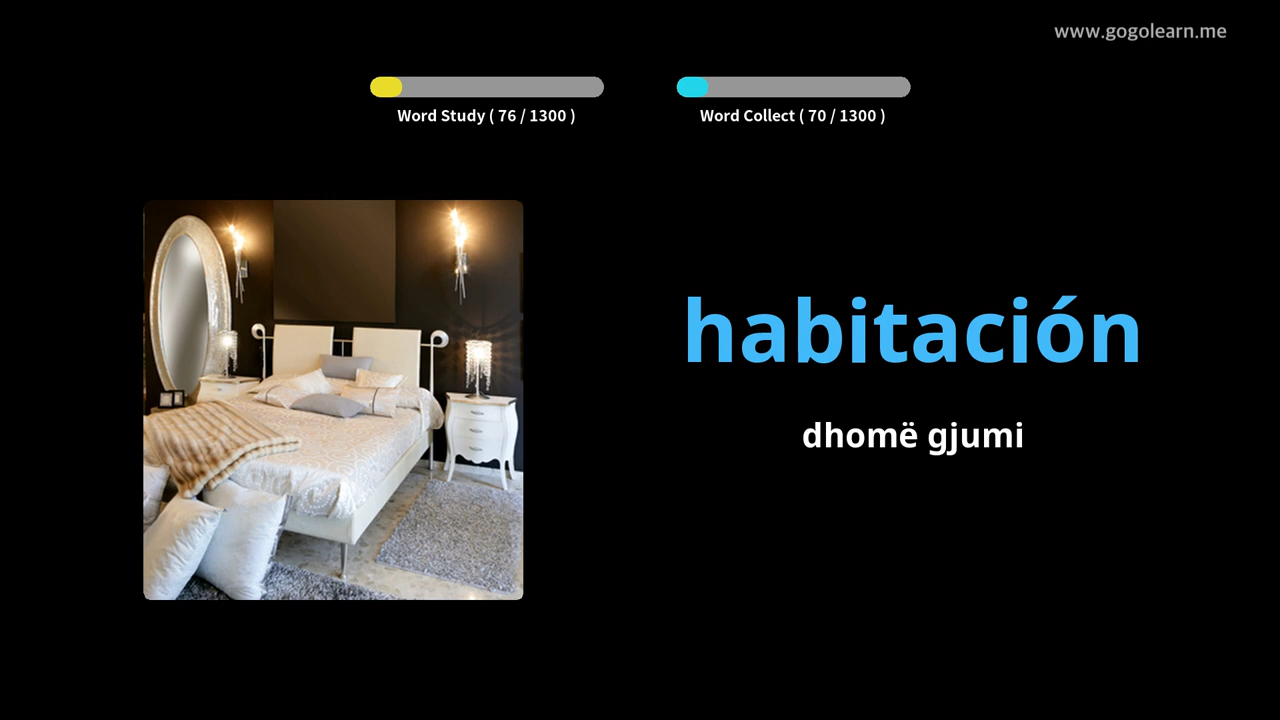 www.gogolearn.me
Word Study ( 76 / 1300 )
Word Collect ( 70 / 1300 )
habitación
dhomë gjumi